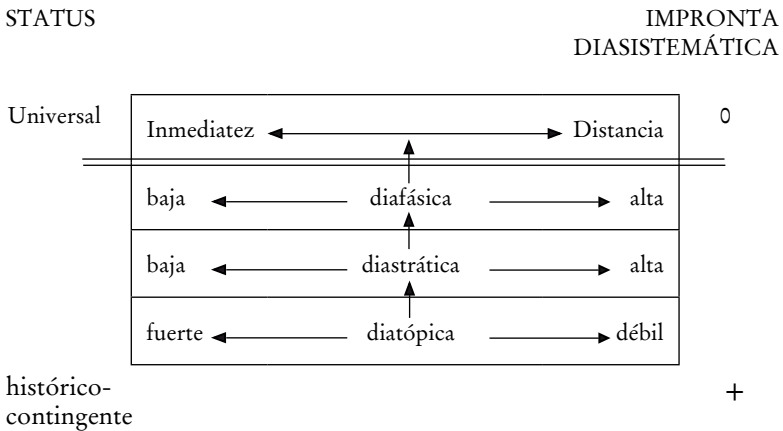 STATUS IMPRONTA
DIASISTEMÁTICA
Universal Inmediatez Distancia 0
baja diafásica alta
baja diastrática alta
fuerte diatópica débil
histórico- +
contingente